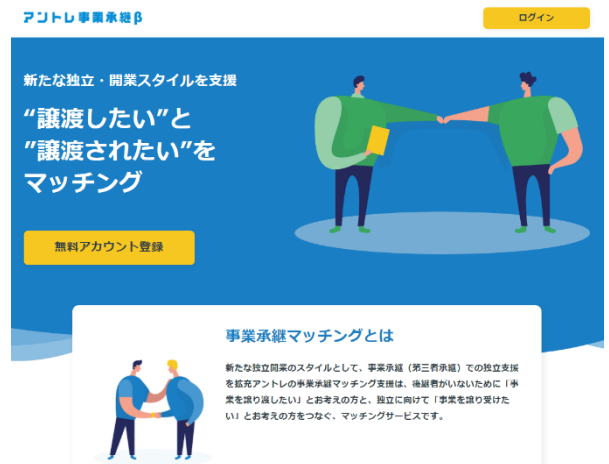 アントレ事業承継β
ログイン
新たな独立・開業スタイルを支援
“譲渡したい”と
”譲渡されたい”を
マッチング
無料アカウント登録
事業承継マッチングとは
新たな独立開業のスタイルとして、事業承継（第三者承継）での独立支援
を拡充アントレの事業承継マッチング支援は、後継者がいないために「事
業を譲り渡したい」とお考えの方と、独立に向けて「事業を譲り受けた
い」とお考えの方をつなぐ、マッチングサービスです。